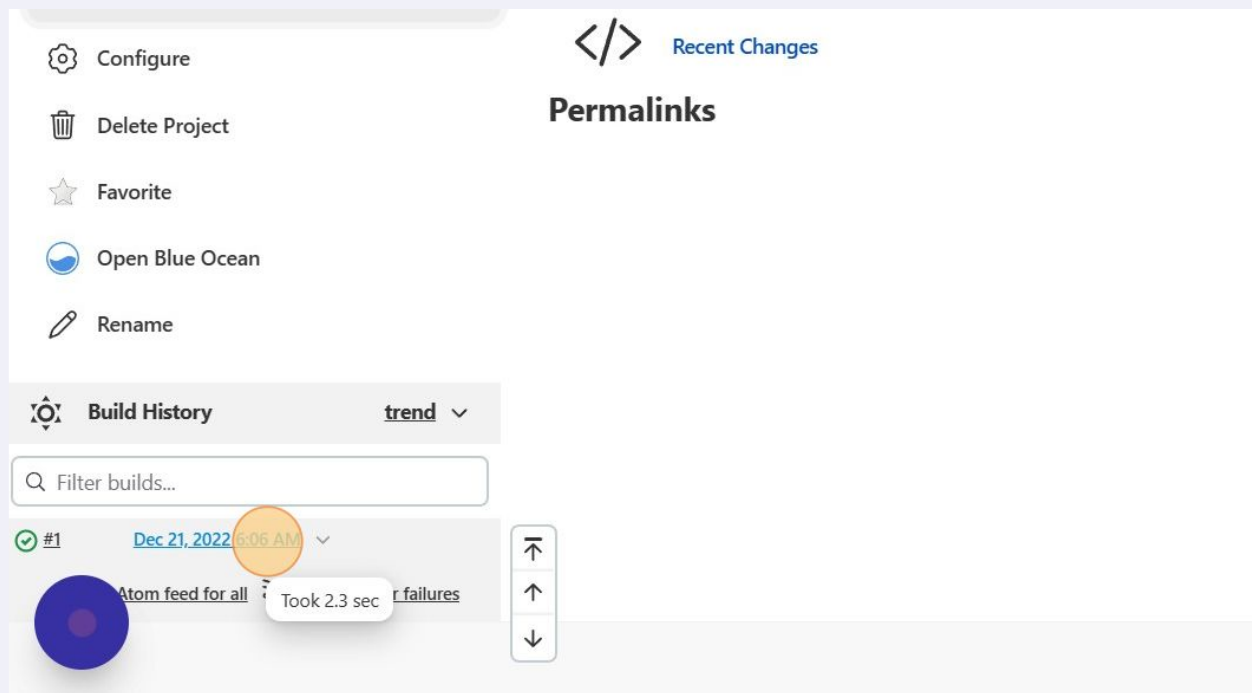 Configure
Recent Changes
Permalinks
Delete Project
Favorite
Open Blue Ocean
Rename
Build History trend
Filter builds...
#1 Dec 21, 2022 6:06 AM
Atom feed for all failures
Took 2.3 sec